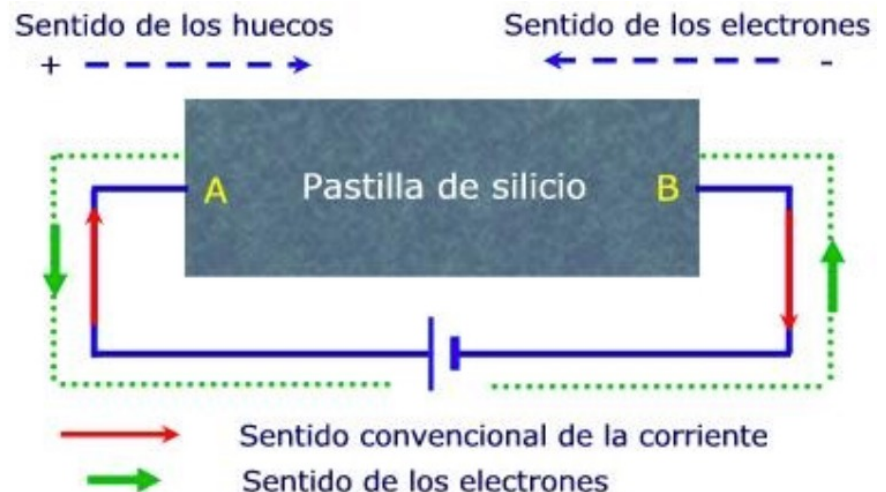 Sentido de los huecos
Sentido de los electrones
+
-
A
Pastilla de silicio
B
Sentido convencional de la corriente
Sentido de los electrones